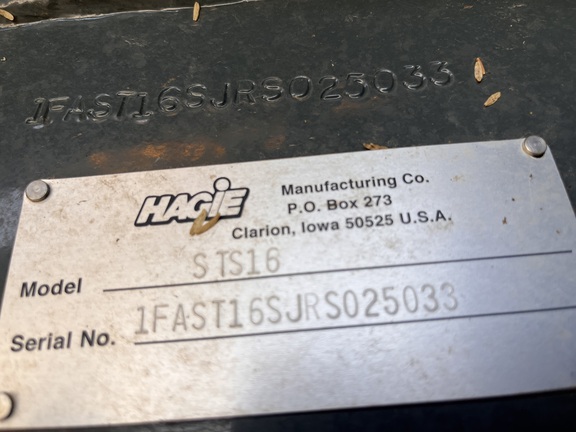 1FAST16SJRS025033
HAGIE
Manufacturing Co.
P.O. Box 273
Clarion, Iowa 50525 U.S.A.
Model STS16
Serial No. 1FAST16SJRS025033